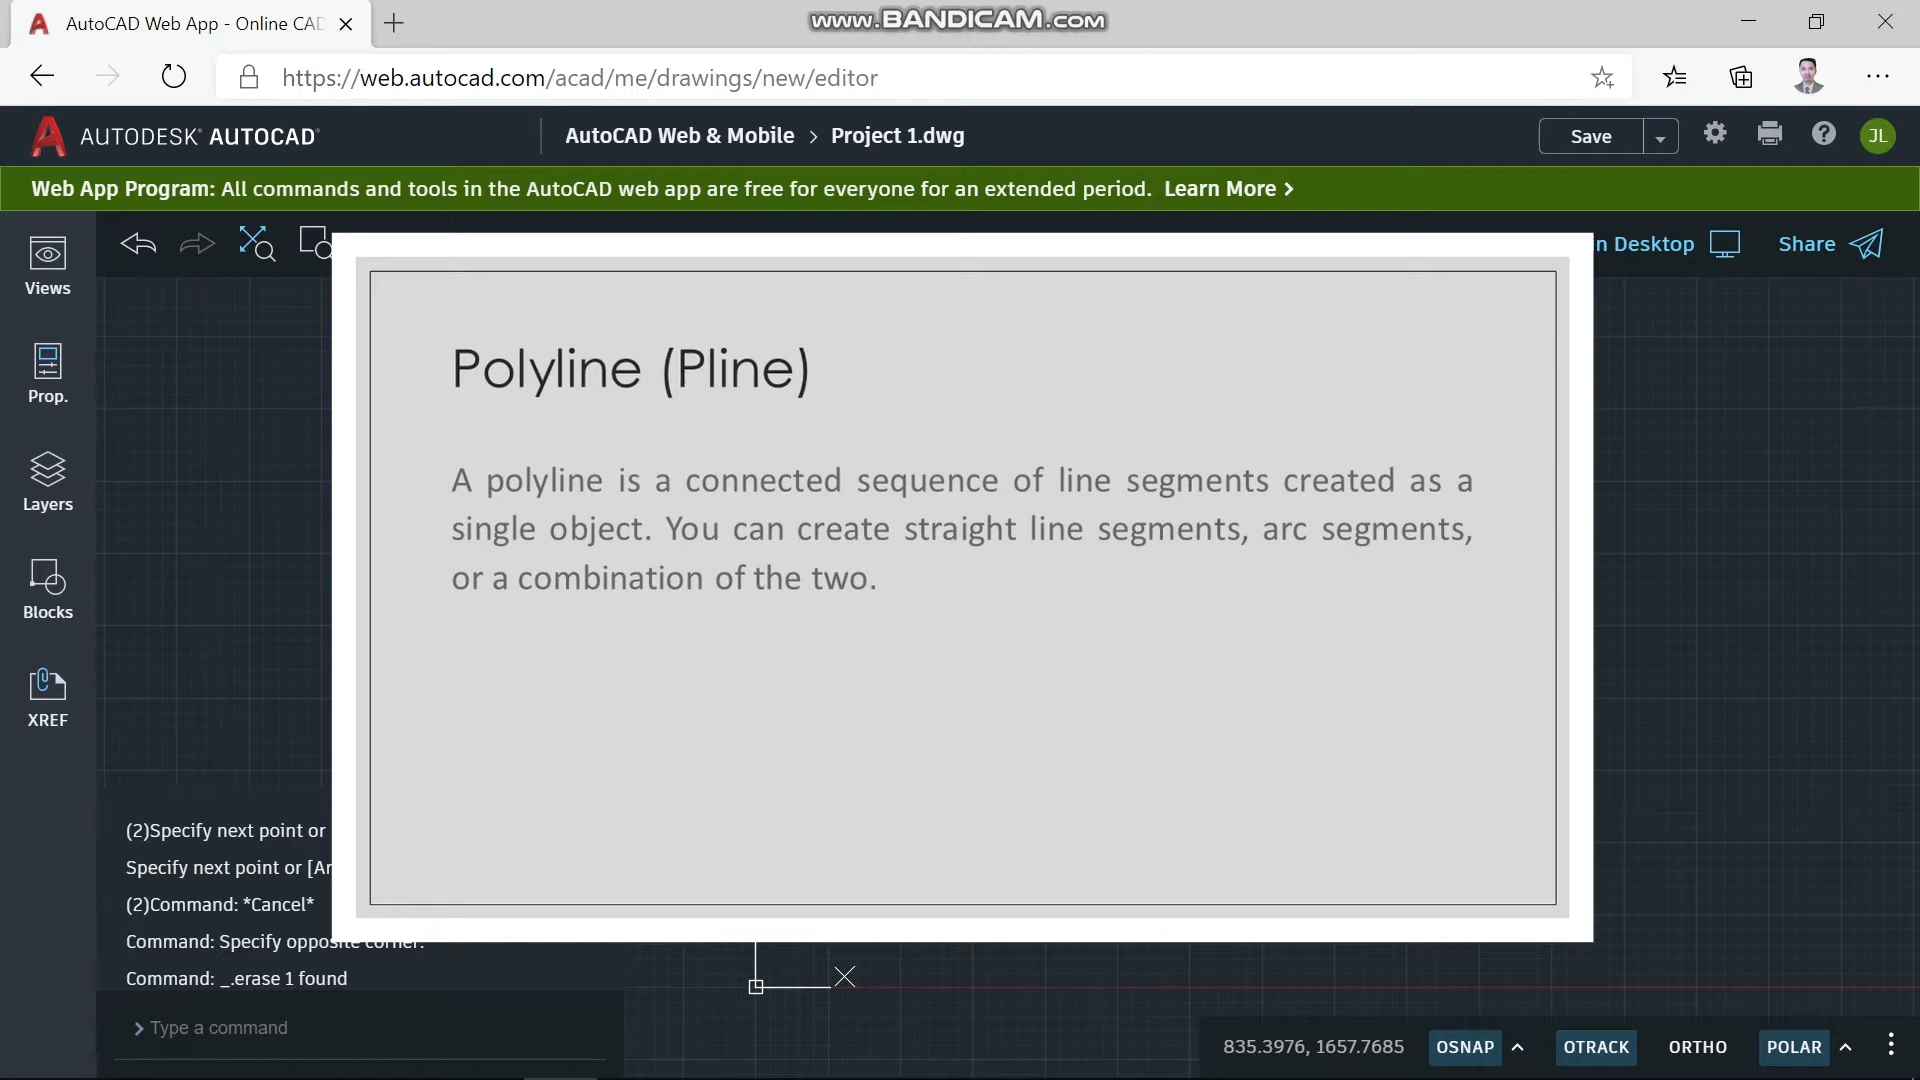 AutoCAD Web App - Online CAD
www.BANDICAM.com
https://web.autocad.com/acad/me/drawings/new/editor
AUTODESK® AUTOCAD®
AutoCAD Web & Mobile > Project 1.dwg
Save
JL
Web App Program: All commands and tools in the AutoCAD web app are free for everyone for an extended period. Learn More >
Views
n Desktop
Share
Prop.
Layers
Blocks
XREF
Polyline (Pline)
A polyline is a connected sequence of line segments created as a
single object. You can create straight line segments, arc segments,
or a combination of the two.
(2)Specify next point or
Specify next point or [Ar
(2)Command: *Cancel*
Command: Specify opposite corner:
Command: _.erase 1 found
Type a command
835.3976, 1657.7685
OSNAP
OTRACK
ORTHO
POLAR